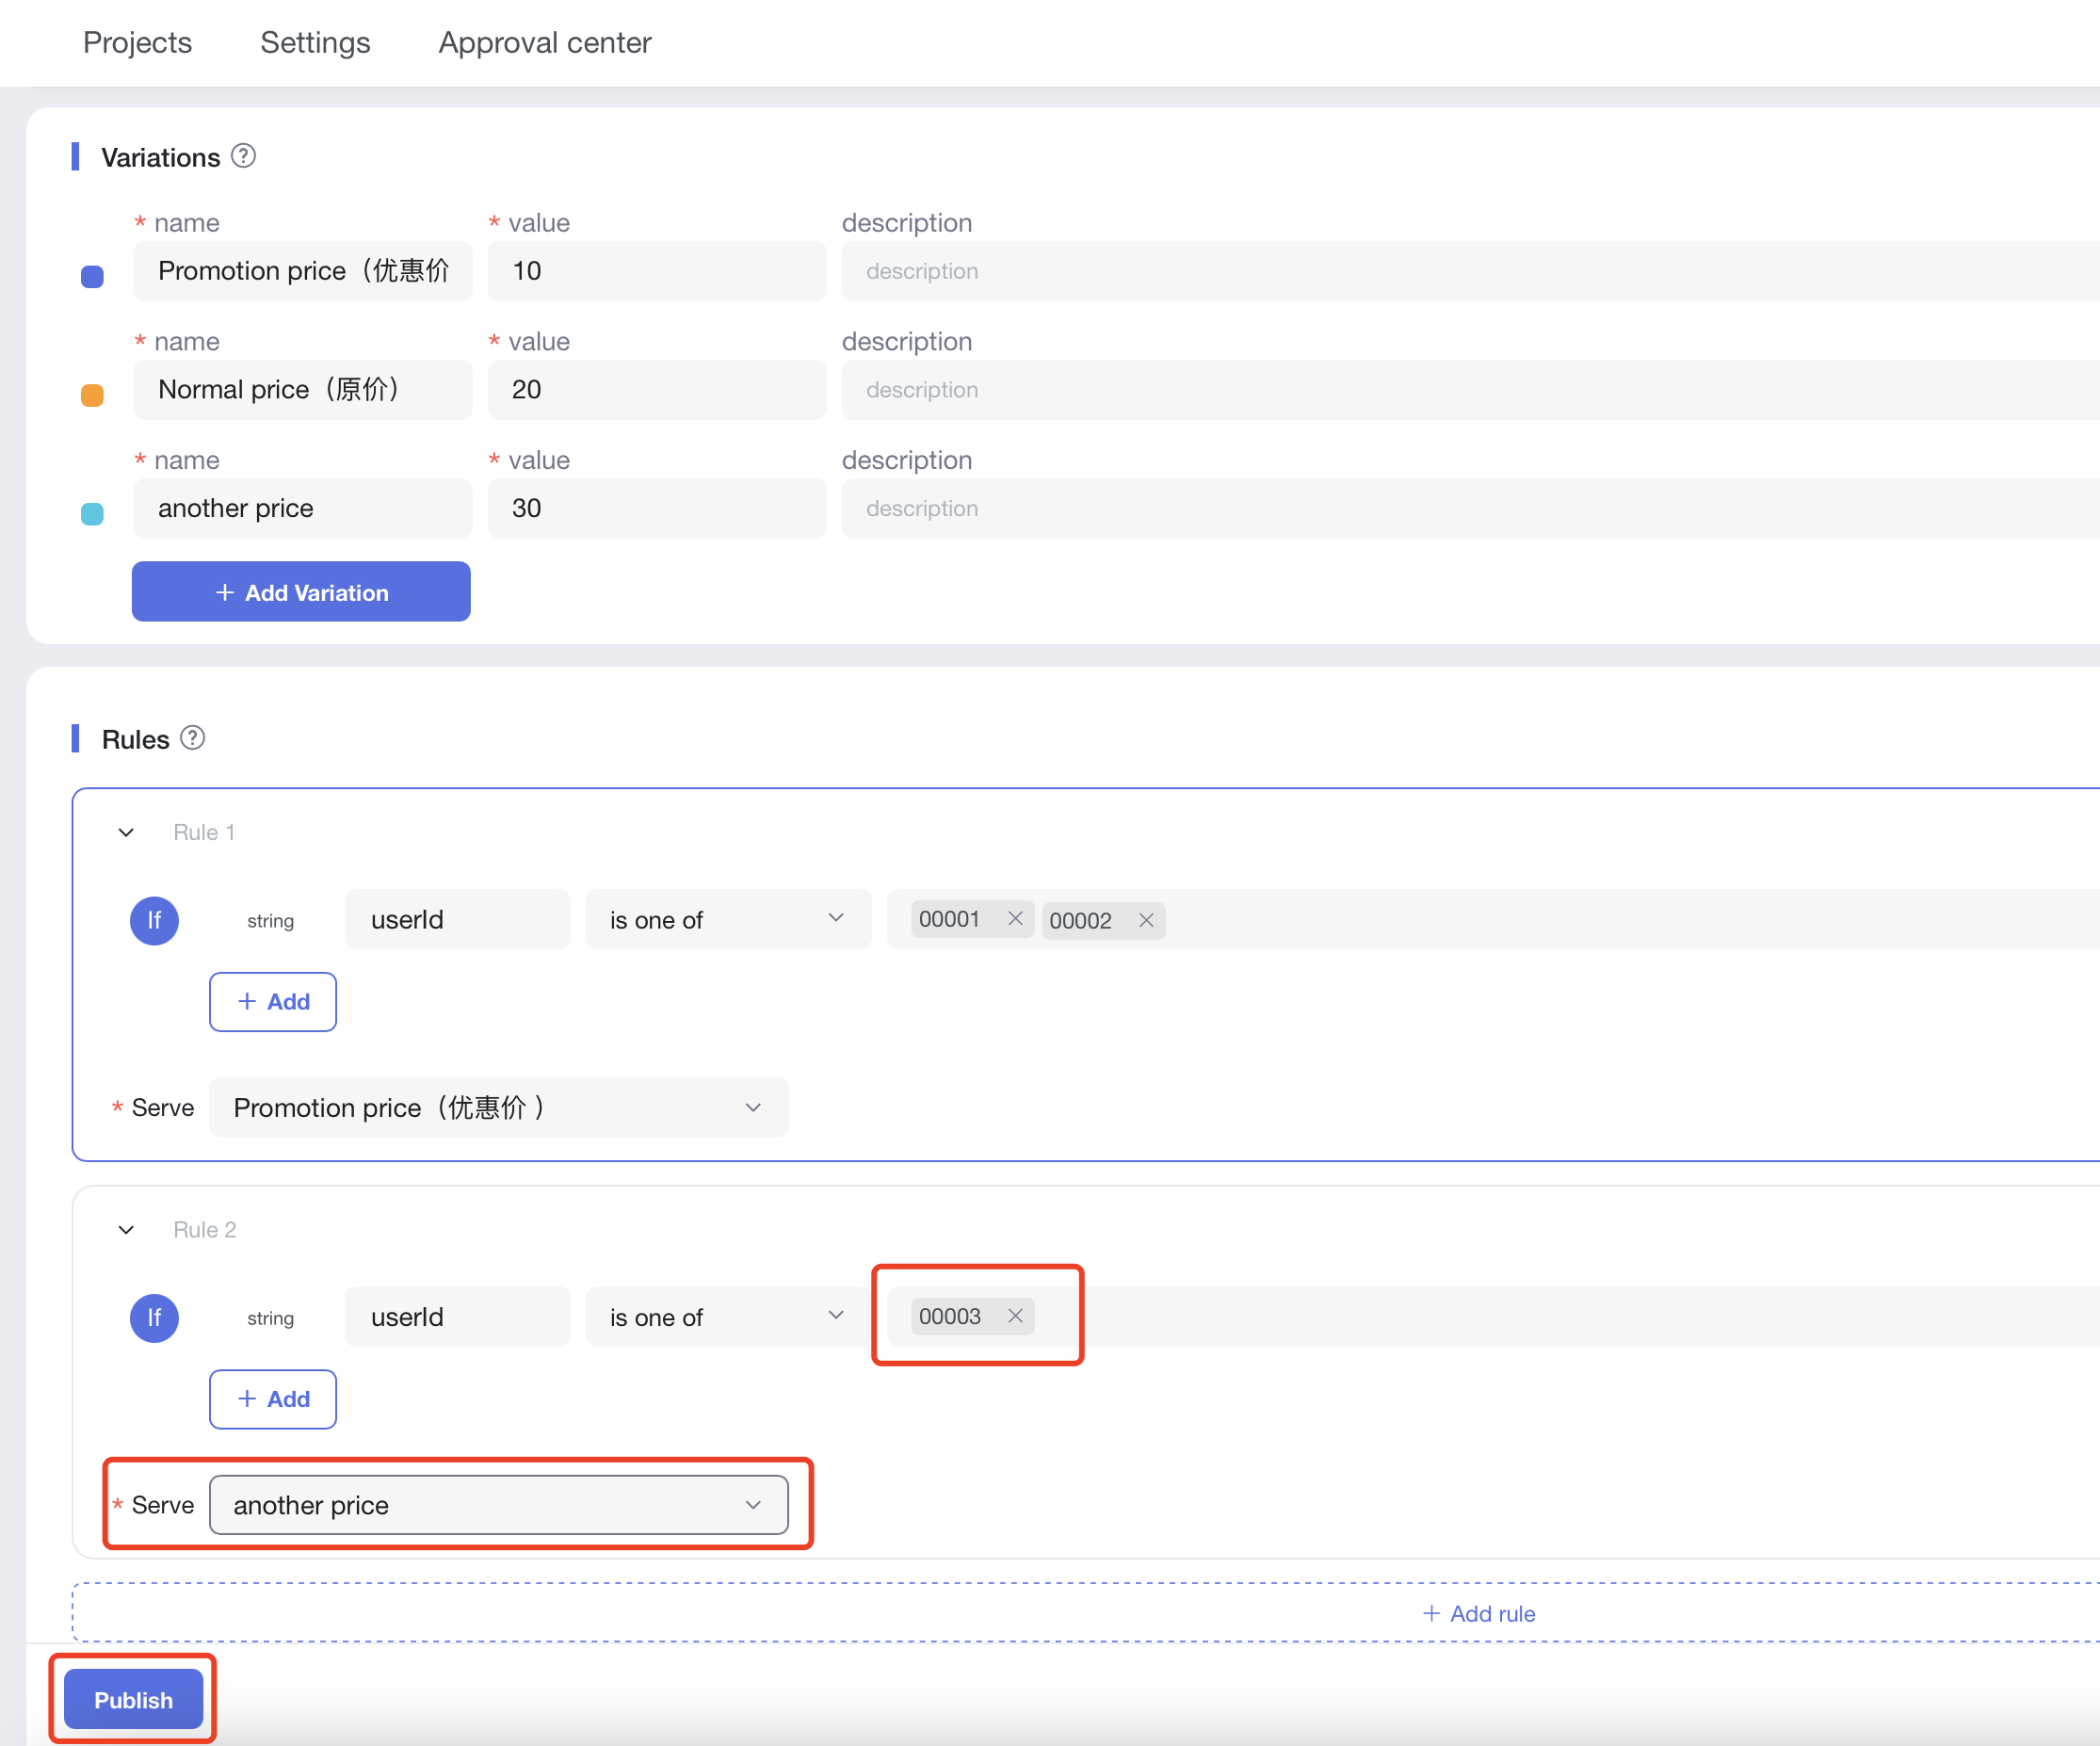 Projects Settings Approval center
Variations ?
* name * value description
Promotion price（优惠价 10 description
* name * value description
Normal price（原价） 20 description
* name * value description
another price 30 description
+ Add Variation
Rules ?
Rule 1
If string userId is one of 00001 × 00002 ×
+ Add
* Serve Promotion price（优惠价 ）
Rule 2
If string userId is one of 00003 ×
+ Add
* Serve another price
+ Add rule
Publish